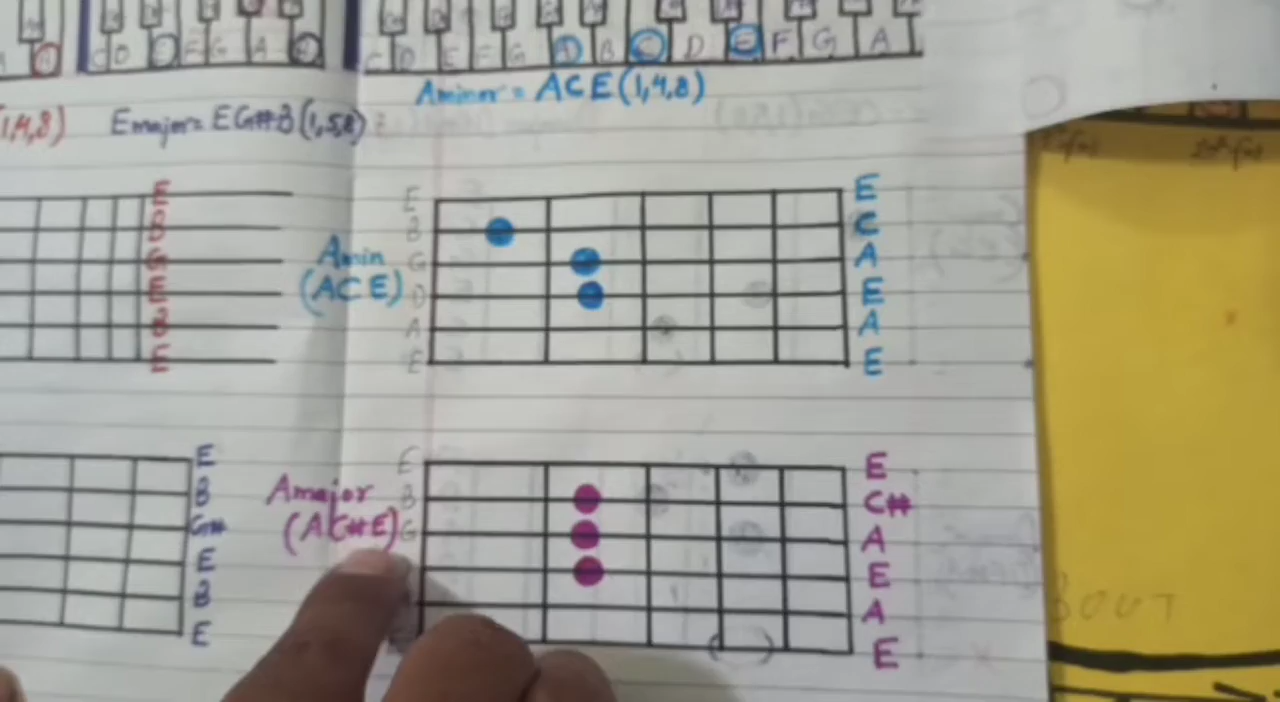 C D E F G A B
C D E F G A B C D E F G A
Aminor = ACE(1,4,8)
1,4,8) Emajor= EG#B(1,5,8)
E
B
G
E
B
E
Amin
(ACE)
E
B
G
D
A
E
E
C
A
E
A
E
E
B
G#
E
B
E
Amajor
(AC#E)
E
B
G
E
C#
A
E
A
E